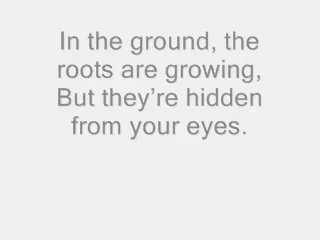 In the ground, the
roots are growing,
But they’re hidden
from your eyes.